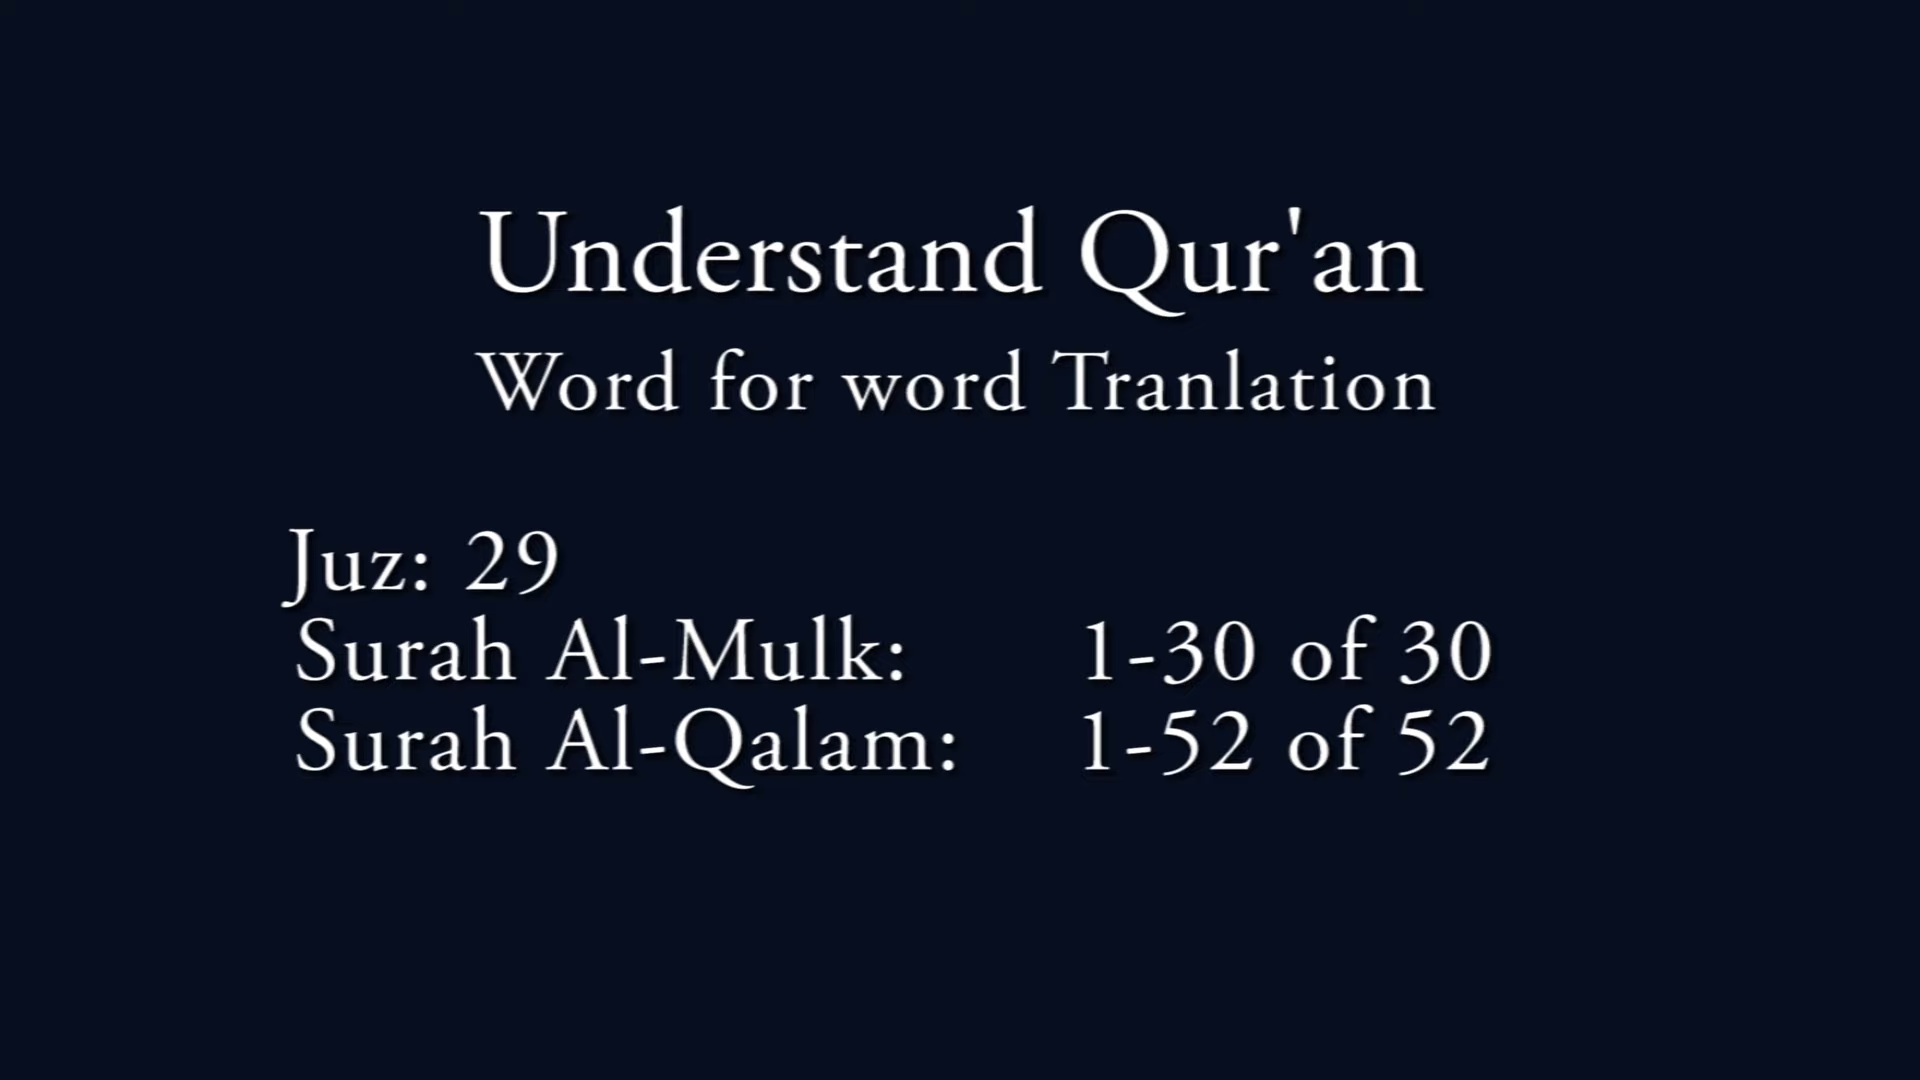 Understand Qur'an
Word for word Tranlation
Juz: 29
Surah Al-Mulk: 1-30 of 30
Surah Al-Qalam: 1-52 of 52